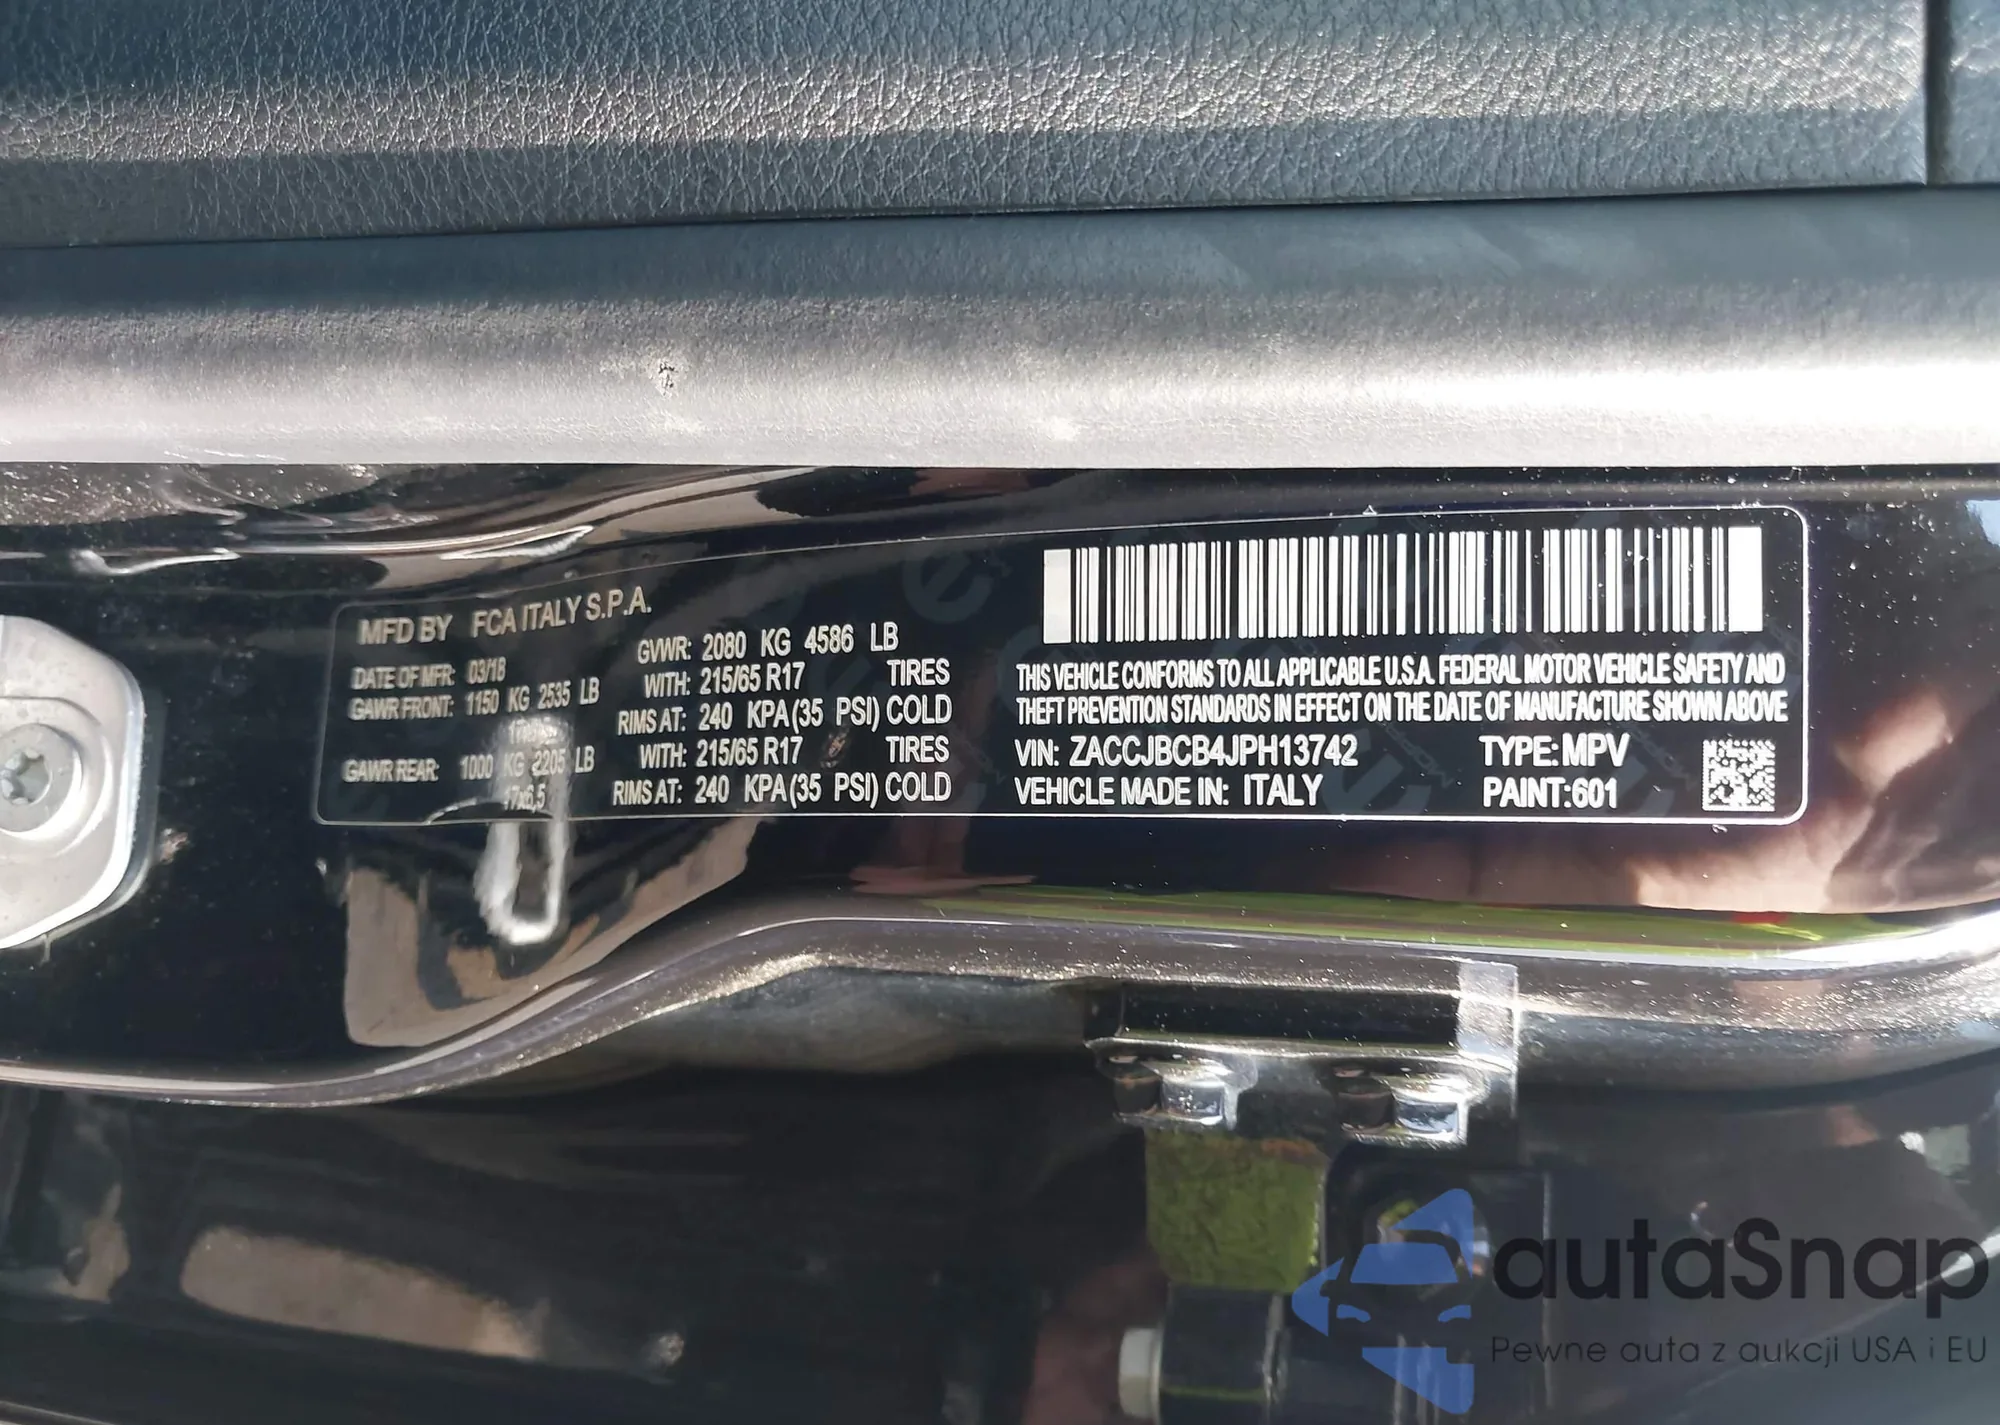 MFD BY FCA ITALY S.P.A.
DATE OF MFR: 03/18 GVWR: 2080 KG 4586 LB
GAWR FRONT: 1150 KG 2535 LB WITH: 215/65 R17 TIRES
RIMS AT: 240 KPA (35 PSI) COLD
GAWR REAR: 1000 KG 2205 LB WITH: 215/65 R17 TIRES
17x6,5 RIMS AT: 240 KPA (35 PSI) COLD
THIS VEHICLE CONFORMS TO ALL APPLICABLE U.S.A. FEDERAL MOTOR VEHICLE SAFETY AND
THEFT PREVENTION STANDARDS IN EFFECT ON THE DATE OF MANUFACTURE SHOWN ABOVE
VIN: ZACCJBCB4JPH13742 TYPE: MPV
VEHICLE MADE IN: ITALY PAINT: 601
autaSnap
Pewne auta z aukcji USA i EU